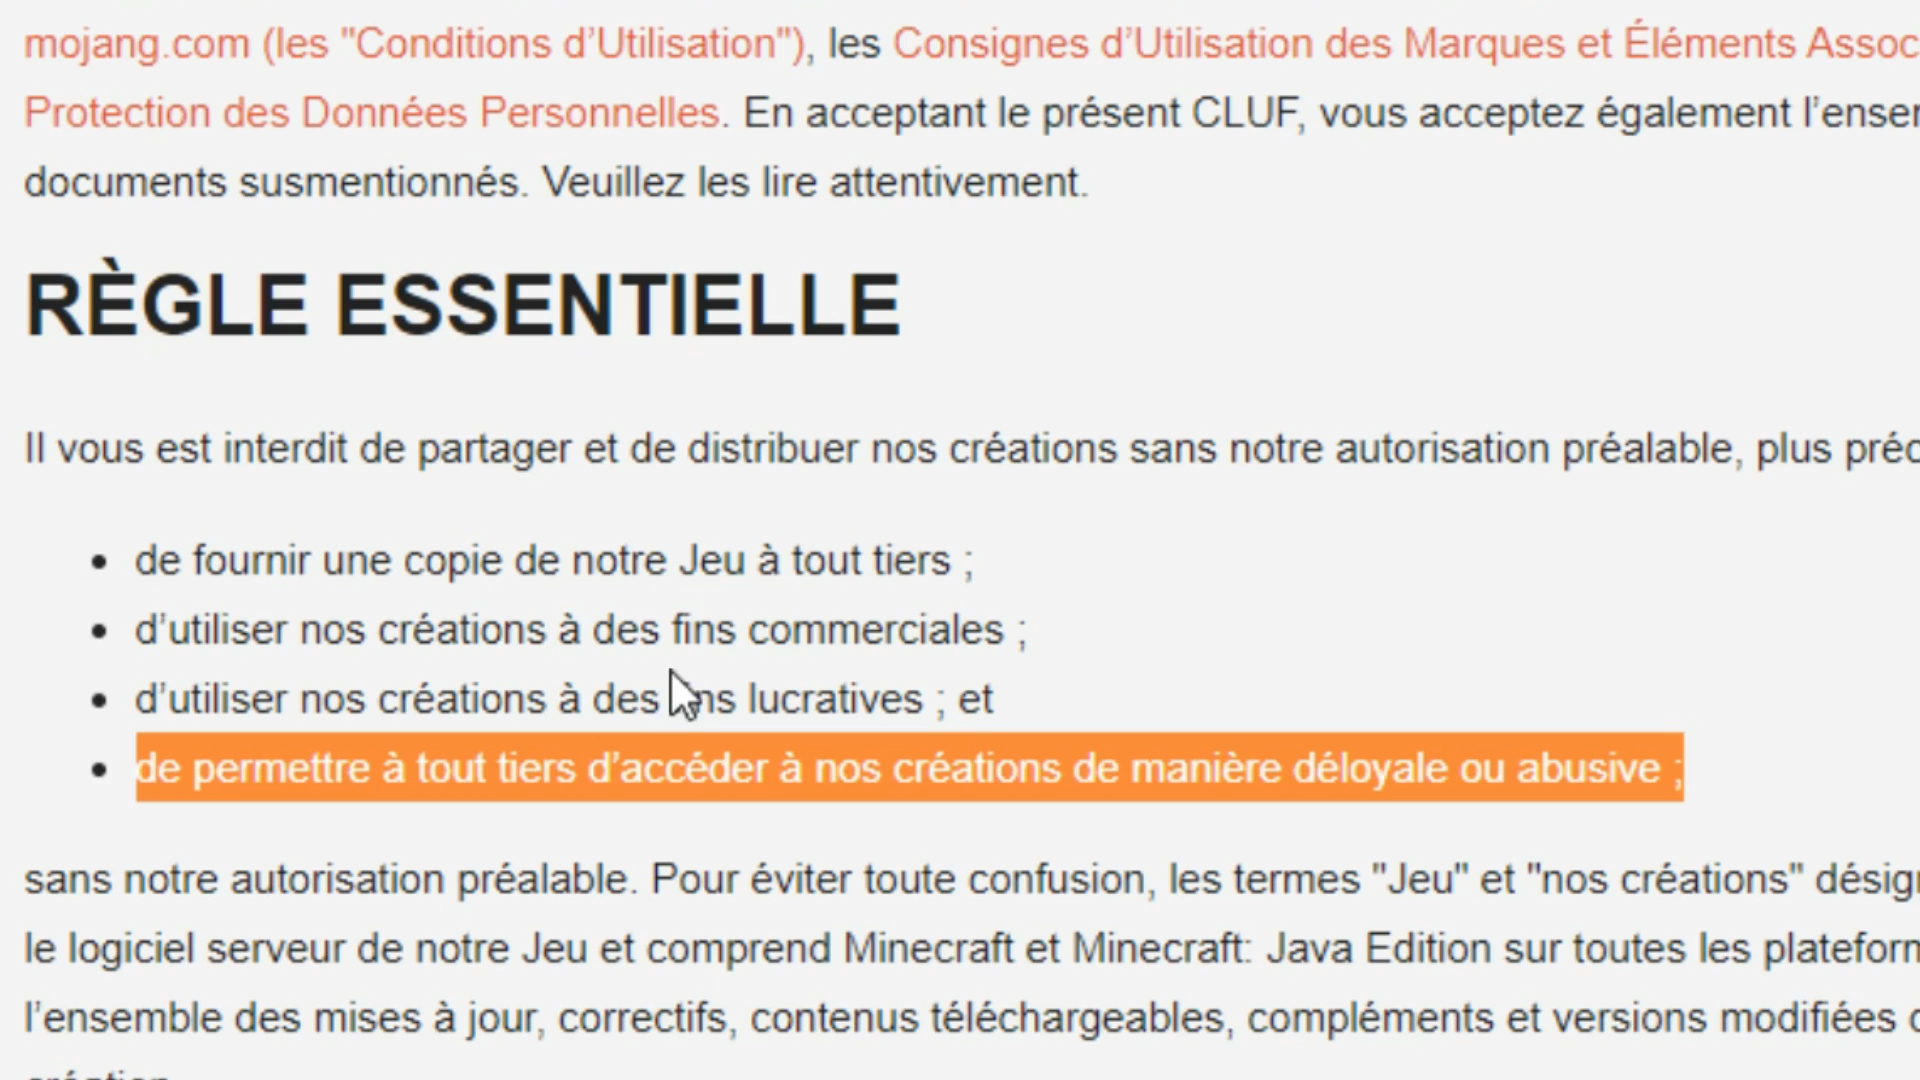 mojang.com (les "Conditions d’Utilisation"), les Consignes d’Utilisation des Marques et Éléments
Protection des Données Personnelles. En acceptant le présent CLUF, vous acceptez également
documents susmentionnés. Veuillez les lire attentivement.
RÈGLE ESSENTIELLE
Il vous est interdit de partager et de distribuer nos créations sans notre autorisation préalable, plus
de fournir une copie de notre Jeu à tout tiers ;
d’utiliser nos créations à des fins commerciales ;
d’utiliser nos créations à des lucratives ; et
de permettre à tout tiers d’accéder à nos créations de manière déloyale ou abusive ;
sans notre autorisation préalable. Pour éviter toute confusion, les termes "Jeu" et "nos créations"
le logiciel serveur de notre Jeu et comprend Minecraft et Minecraft: Java Edition sur toutes les
l’ensemble des mises à jour, correctifs, contenus téléchargeables, compléments et versions modifiées